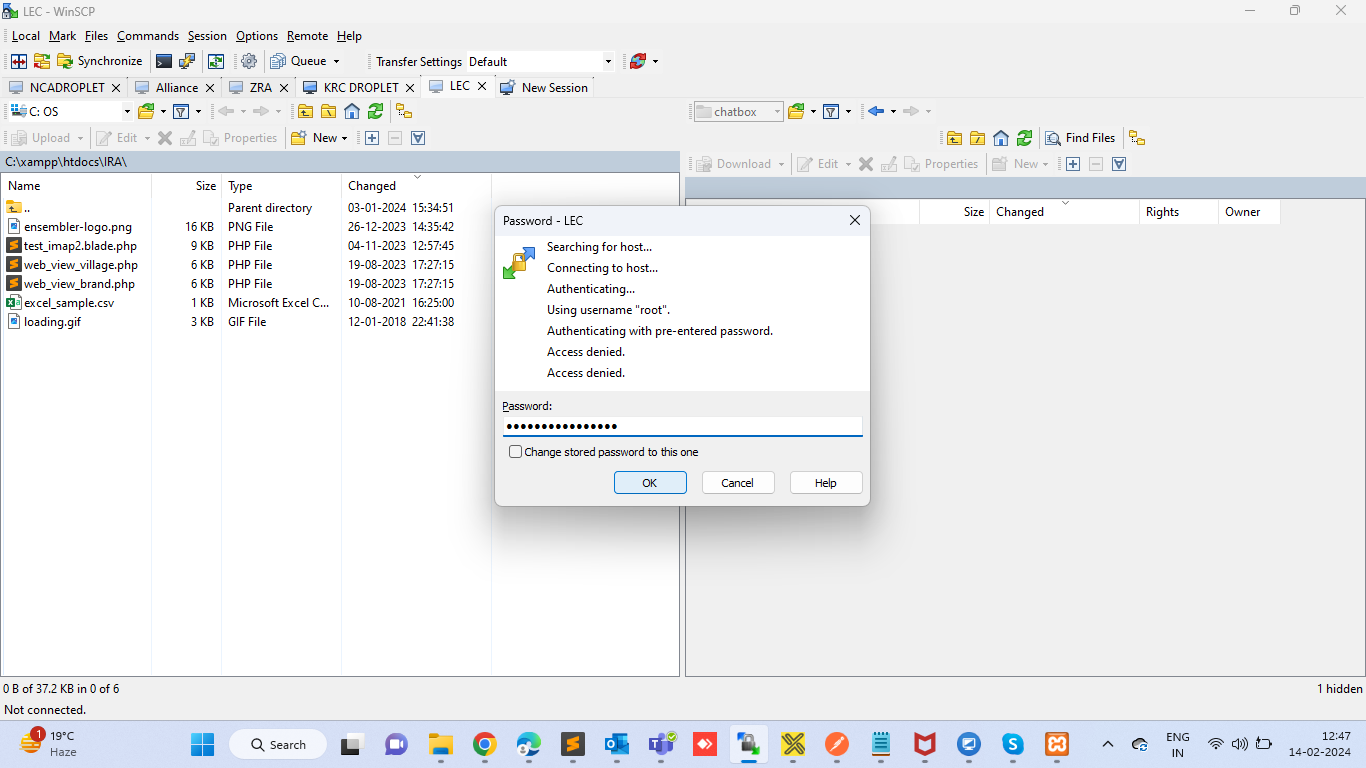 LEC - WinSCP
Local Mark Files Commands Session Options Remote Help
Synchronize Queue Transfer Settings Default
NCADROPLET Alliance ZRA KRC DROPLET LEC New Session
C: OS
chatbox
Upload Edit Properties New
Find Files
C:\xampp\htdocs\IRA\
Download Edit Properties New
Name Size Type Changed
Size Changed Rights Owner
.. Parent directory 03-01-2024 15:34:51
ensembler-logo.png 16 KB PNG File 26-12-2023 14:35:42
test_imap2.blade.php 9 KB PHP File 04-11-2023 12:57:45
web_view_village.php 6 KB PHP File 19-08-2023 17:27:15
web_view_brand.php 6 KB PHP File 19-08-2023 17:27:15
excel_sample.csv 1 KB Microsoft Excel C... 10-08-2021 16:25:00
loading.gif 3 KB GIF File 12-01-2018 22:41:38
Password - LEC
Searching for host...
Connecting to host...
Authenticating...
Using username "root".
Authenticating with pre-entered password.
Access denied.
Access denied.
Password:
••••••••••••••••
Change stored password to this one
OK Cancel Help
0 B of 37.2 KB in 0 of 6
1 hidden
Not connected.
1
19°C
Haze
Search
ENG
IN
12:47
14-02-2024